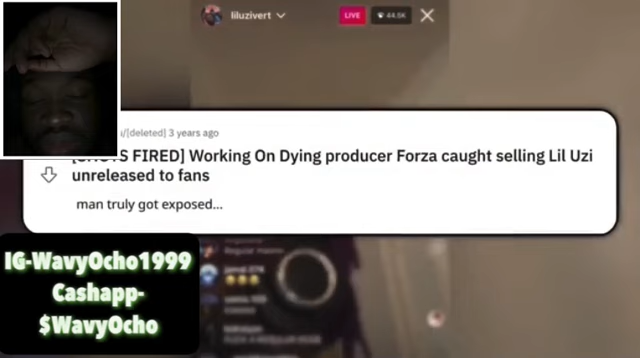 liluzivert
LIVE
44.5K
[deleted] 3 years ago
FIRED] Working On Dying producer Forza caught selling Lil Uzi
unreleased to fans
man truly got exposed...
IG-WavyOcho1999
Cashapp-
$WavyOcho